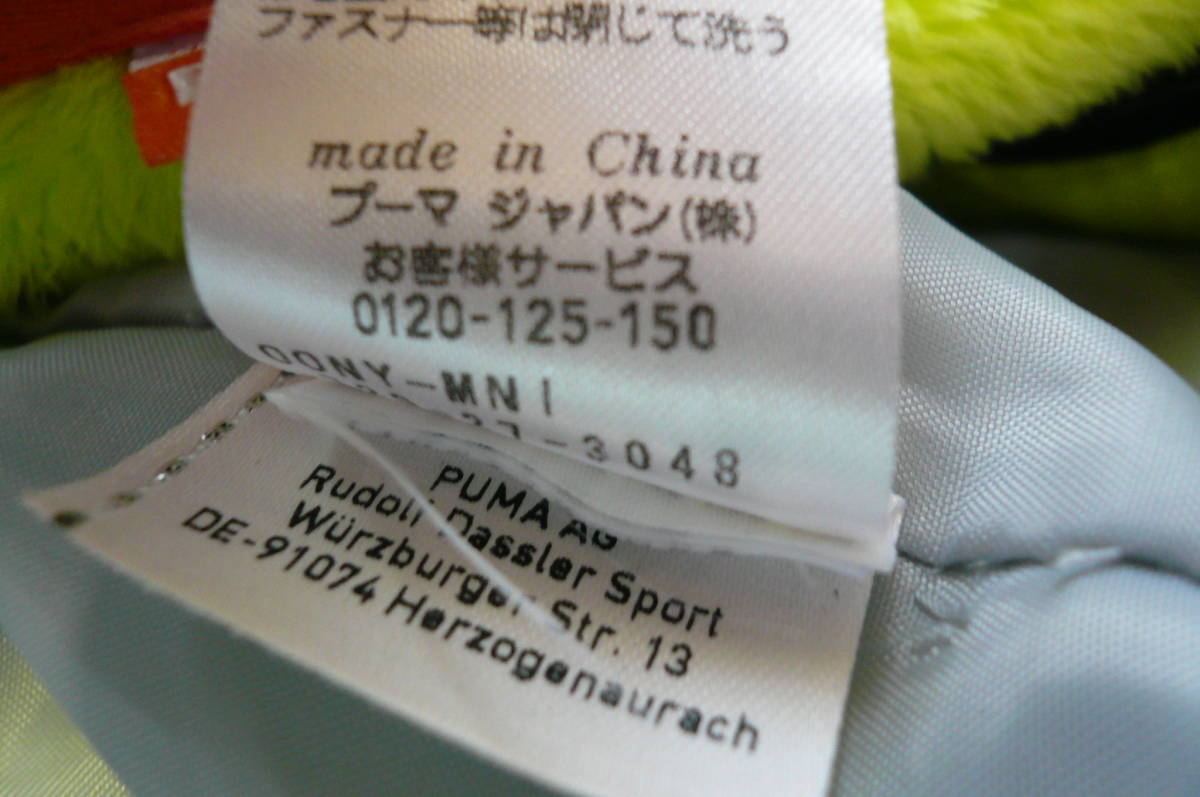 ファスナー等は閉じて洗う
made in China
プーマ ジャパン(株)
お客様サービス
0120-125-150
-MNI
-3048
PUMA AG
Rudolf Dassler Sport
Würzburger Str. 13
DE-91074 Herzogenaurach